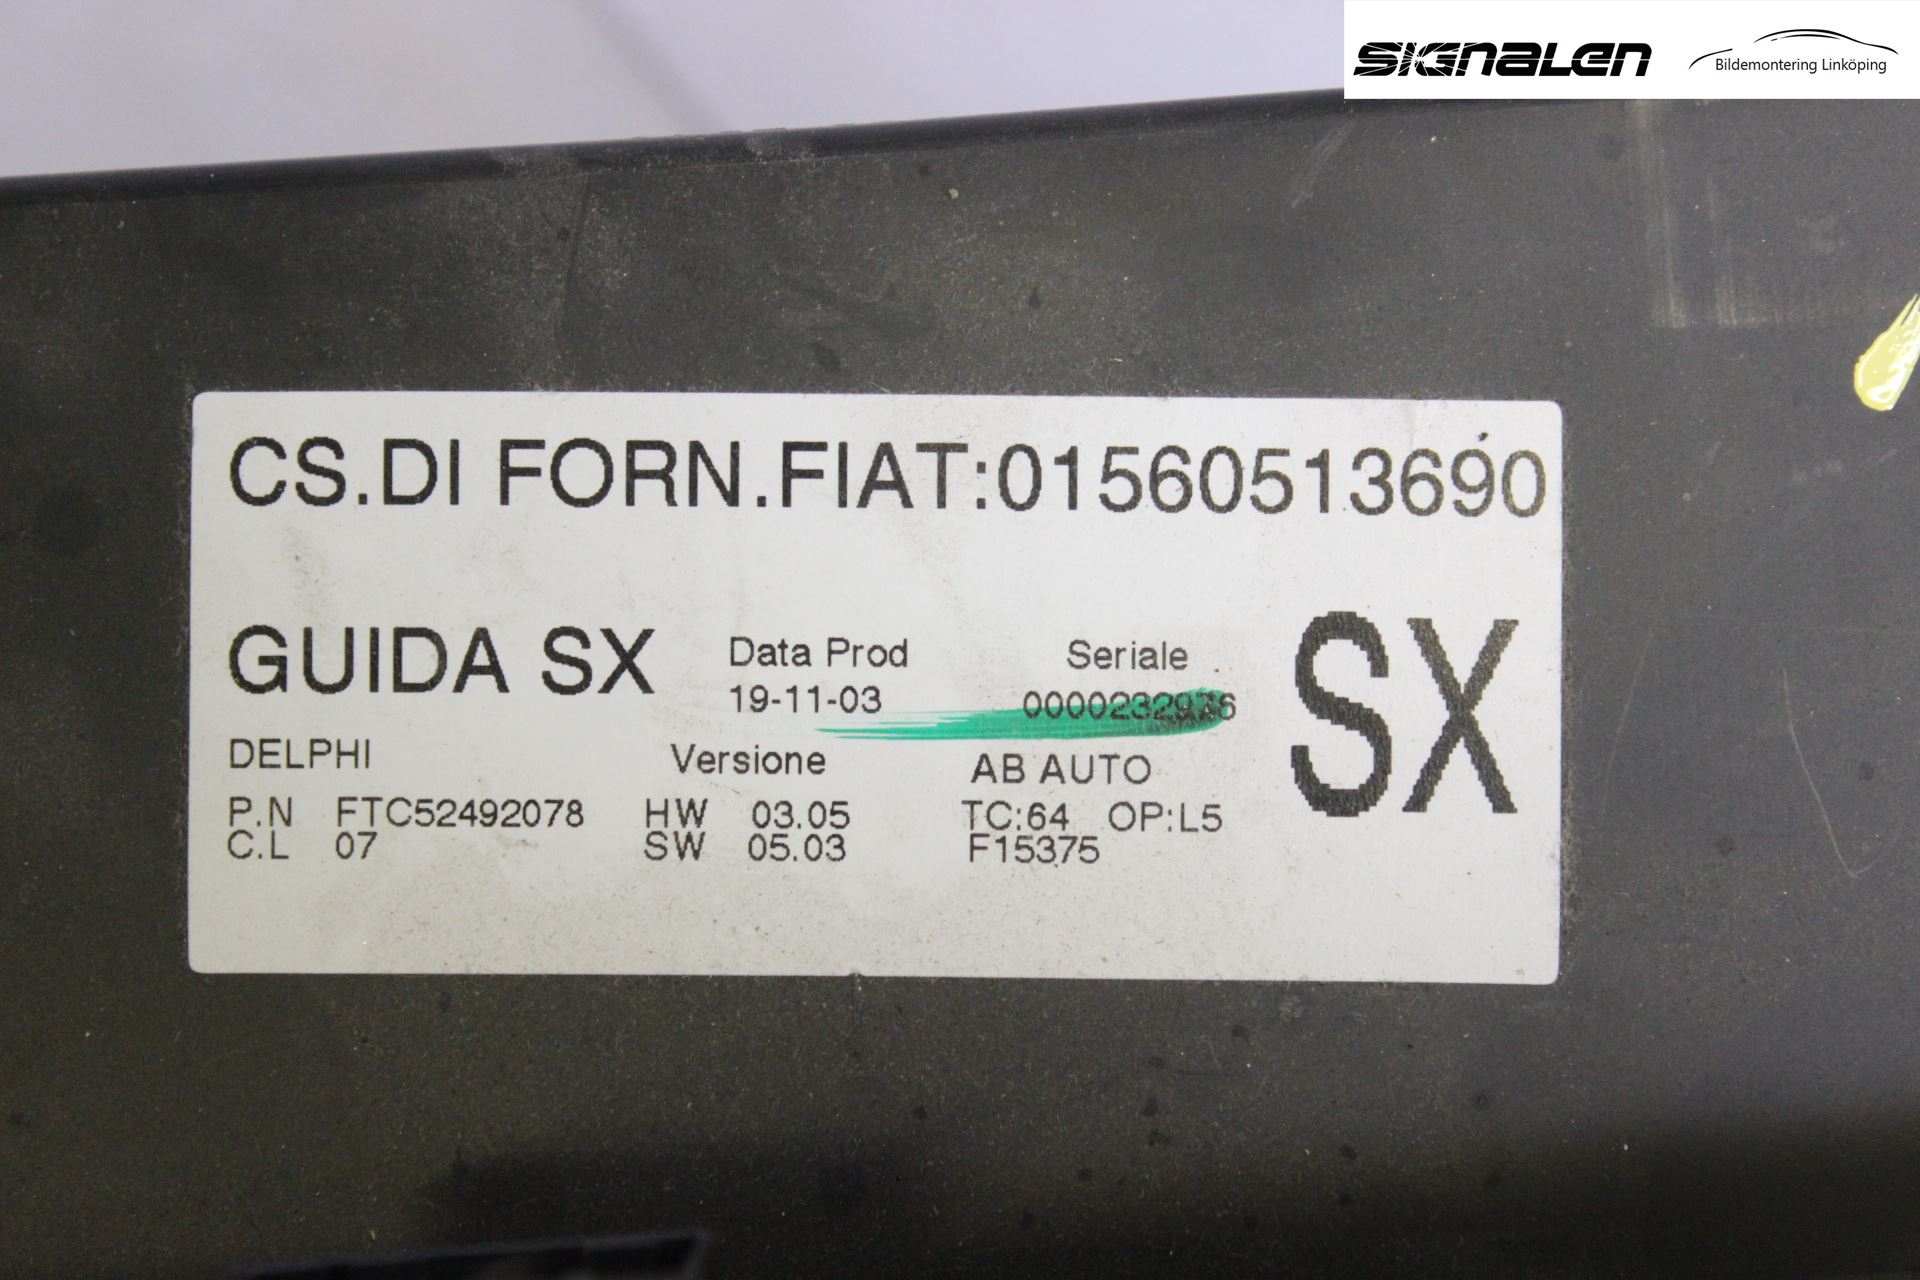 SIGNALEN
Bildemontering Linköping
CS.DI FORN.FIAT:01560513690
GUIDA SX
Data Prod
19-11-03
Seriale
0000232976
SX
DELPHI
Versione
AB AUTO
P.N FTC52492078
HW 03.05
TC:64 OP:L5
C.L 07
SW 05.03
F15375